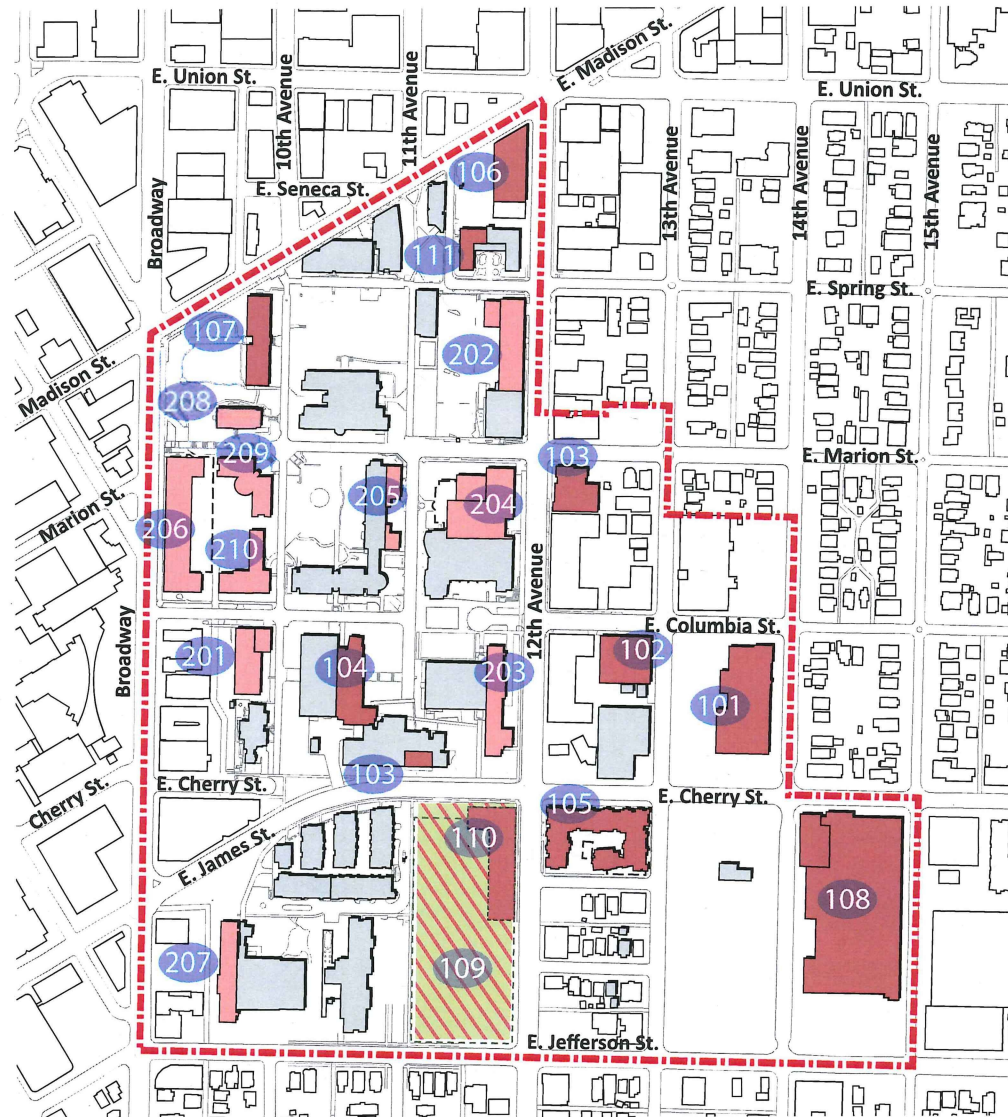 E. Madison St.
E. Union St.
E. Union St.
10th Avenue
11th Avenue
13th Avenue
14th Avenue
15th Avenue
106
E. Seneca St.
Broadway
111
E. Spring St.
107
202
Madison St.
208
209
103
E. Marion St.
205
204
Marion St.
206
210
12th Avenue
E. Columbia St.
Broadway
201
104
203
102
101
103
E. Cherry St.
Cherry St.
E. Cherry St.
105
E. James St.
110
108
207
109
E. Jefferson St.